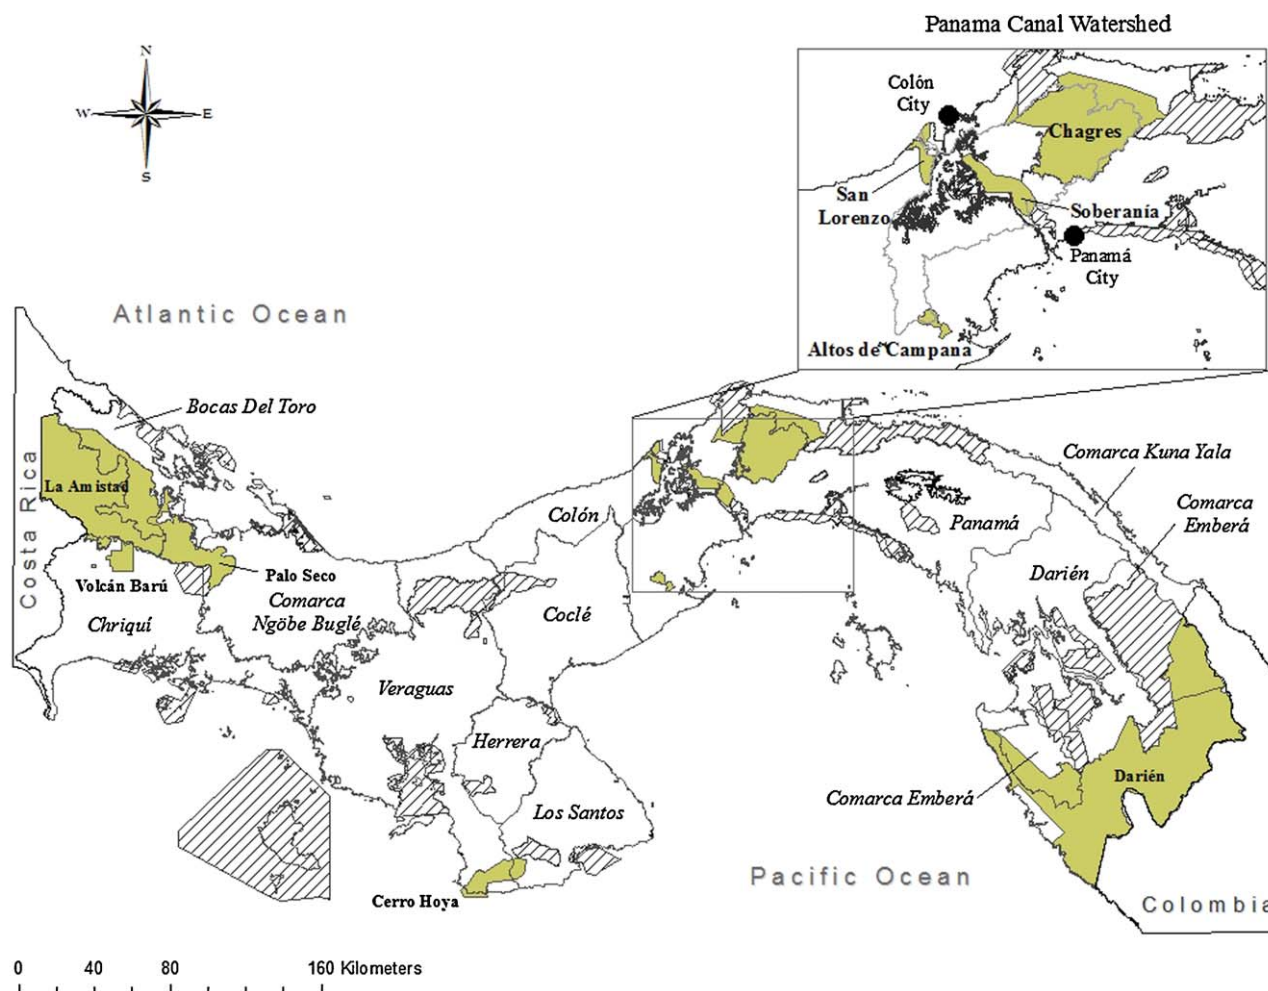 Panama Canal Watershed
N
W
E
S
Colón
City
Chagres
San
Lorenzo
Soberanía
Panamá
City
Altos de Campana
Atlantic Ocean
Bocas Del Toro
Costa Rica
La Amistad
Comarca Kuna Yala
Comarca
Emberá
Colón
Panamá
Volcán Barú
Palo Seco
Darién
Chriquí
Comarca
Ngöbe Buglé
Coclé
Veraguas
Herrera
Los Santos
Darién
Comarca Emberá
Cerro Hoya
Pacific Ocean
Colombia
0 40 80 160 Kilometers